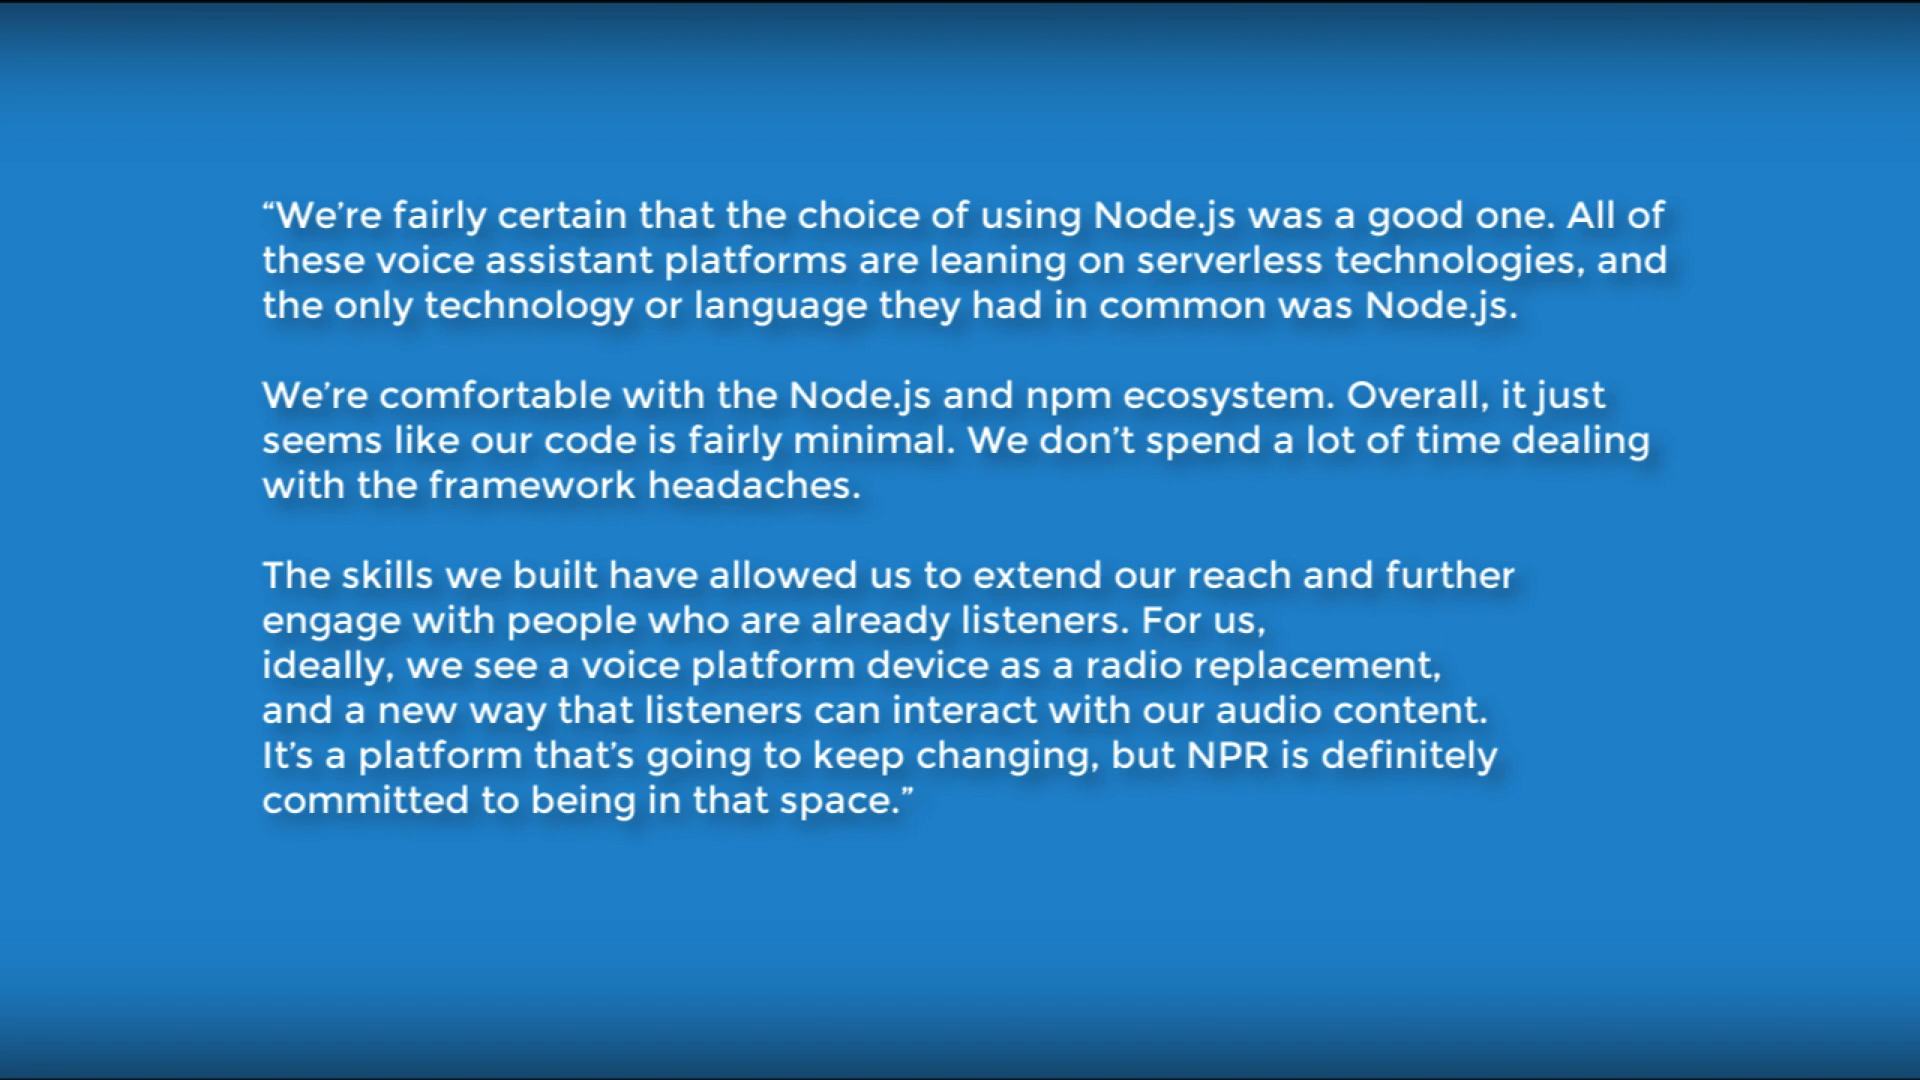 “We’re fairly certain that the choice of using Node.js was a good one. All of
these voice assistant platforms are leaning on serverless technologies, and
the only technology or language they had in common was Node.js.
We’re comfortable with the Node.js and npm ecosystem. Overall, it just
seems like our code is fairly minimal. We don’t spend a lot of time dealing
with the framework headaches.
The skills we built have allowed us to extend our reach and further
engage with people who are already listeners. For us,
ideally, we see a voice platform device as a radio replacement,
and a new way that listeners can interact with our audio content.
It’s a platform that’s going to keep changing, but NPR is definitely
committed to being in that space.”